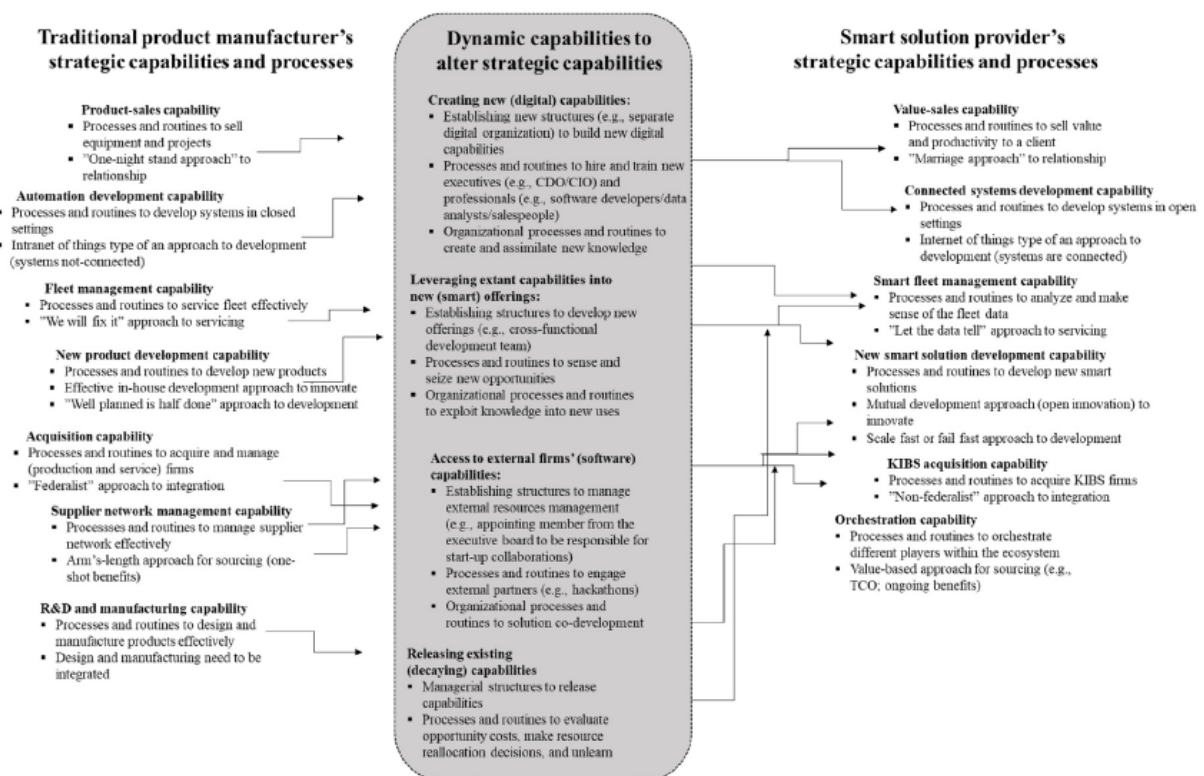 Traditional product manufacturer's
strategic capabilities and processes
Product-sales capability
▪ Processes and routines to sell
equipment and projects
▪ "One-night stand approach" to
relationship
Automation development capability
▪ Processes and routines to develop systems in closed
settings
▪ Intranet of things type of an approach to development
(systems not-connected)
Fleet management capability
▪ Processes and routines to service fleet effectively
▪ "We will fix it" approach to servicing
New product development capability
▪ Processes and routines to develop new products
▪ Effective in-house development approach to innovate
▪ "Well planned is half done" approach to development
Acquisition capability
▪ Processes and routines to acquire and manage
(production and service) firms
▪ "Federalist" approach to integration
Supplier network management capability
▪ Processses and routines to manage supplier
network effectively
▪ Arm's-length approach for sourcing (one-
shot benefits)
R&D and manufacturing capability
▪ Processes and routines to design and
manufacture products effectively
▪ Design and manufacturing need to be
integrated
Dynamic capabilities to
alter strategic capabilities
Creating new (digital) capabilities:
▪ Establishing new structures (e.g., separate
digital organization) to build new digital
capabilities
▪ Processes and routines to hire and train new
executives (e.g., CDO/CIO) and
professionals (e.g., software developers/data
analysts/salespeople)
▪ Organizational processes and routines to
create and assimilate new knowledge
Leveraging extant capabilities into
new (smart) offerings:
▪ Establishing structures to develop new
offerings (e.g., cross-functional
development team)
▪ Processes and routines to sense and
seize new opportunities
▪ Organizational processes and routines
to exploit knowledge into new uses
Access to external firms' (software)
capabilities:
▪ Establishing structures to manage
external resources management
(e.g., appointing member from the
executive board to be responsible for
start-up collaborations)
▪ Processes and routines to engage
external partners (e.g., hackathons)
▪ Organizational processes and
routines to solution co-development
Releasing existing
(decaying) capabilities
▪ Managerial structures to release
capabilities
▪ Processes and routines to evaluate
opportunity costs, make resource
reallocation decisions, and unlearn
Smart solution provider's
strategic capabilities and processes
Value-sales capability
▪ Processes and routines to sell value
and productivity to a client
▪ "Marriage approach" to relationship
Connected systems development capability
▪ Processes and routines to develop systems in open
settings
▪ Internet of things type of an approach to
development (systems are connected)
Smart fleet management capability
▪ Processes and routines to analyze and make
sense of the fleet data
▪ "Let the data tell" approach to servicing
New smart solution development capability
▪ Processes and routines to develop new smart
solutions
▪ Mutual development approach (open innovation) to
innovate
▪ Scale fast or fail fast approach to development
KIBS acquisition capability
▪ Processes and routines to acquire KIBS firms
▪ "Non-federalist" approach to integration
Orchestration capability
▪ Processes and routines to orchestrate
different players within the ecosystem
▪ Value-based approach for sourcing (e.g.,
TCO; ongoing benefits)